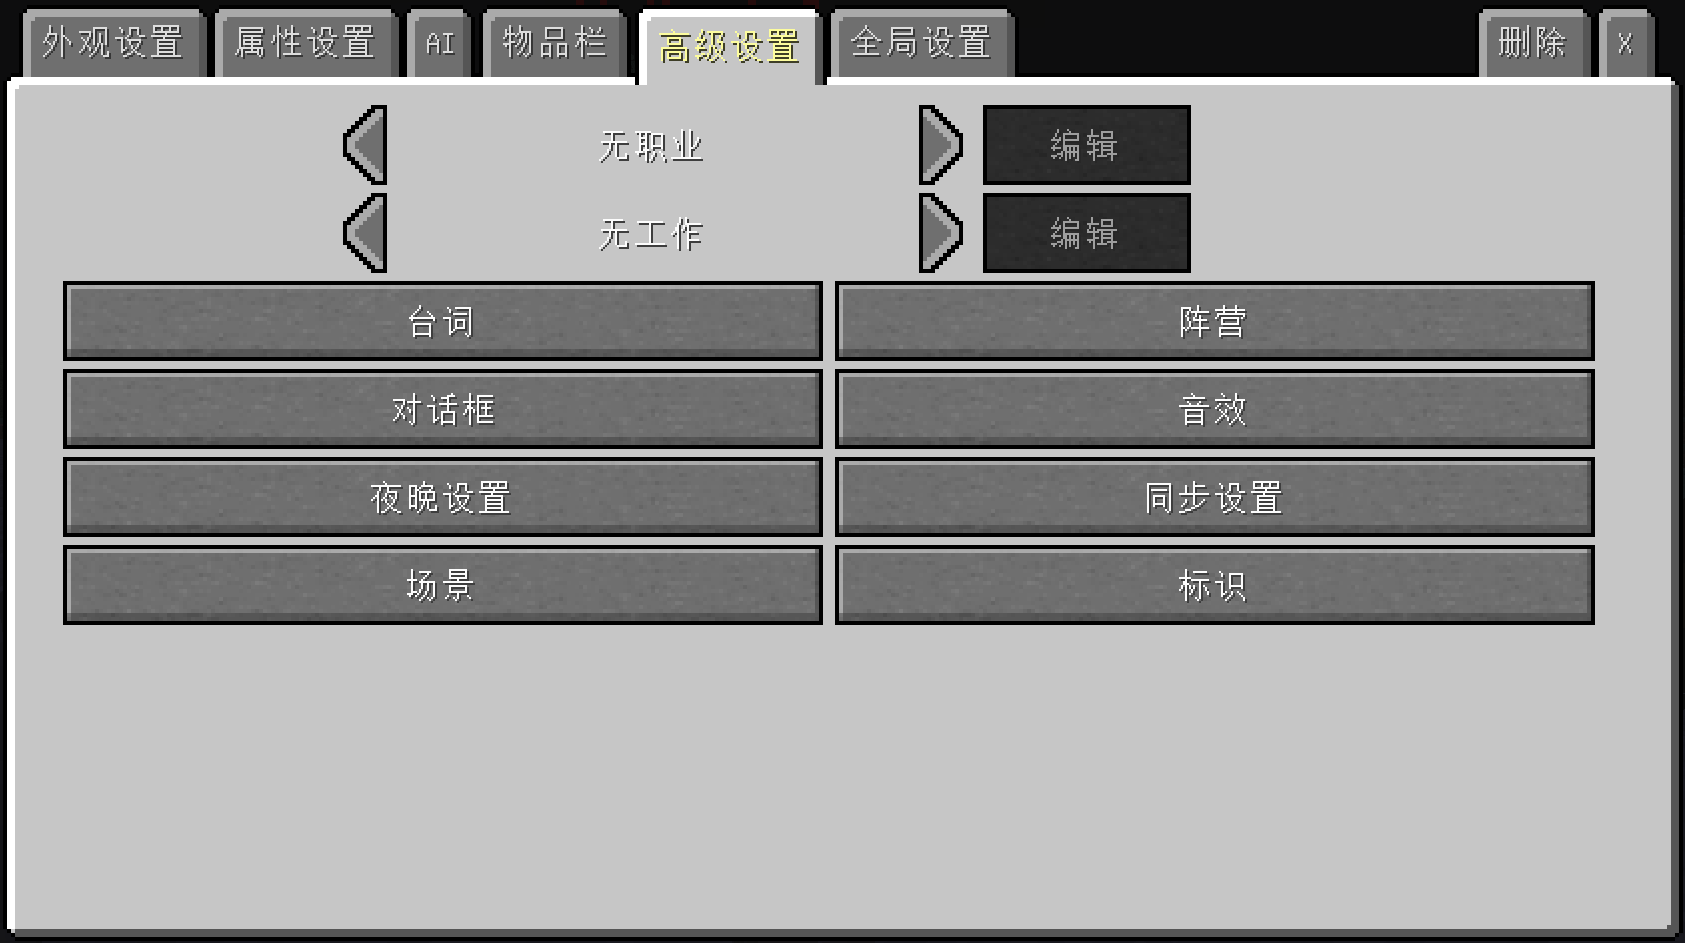 外观设置 属性设置 AI 物品栏 高级设置 全局设置 删除 X
无职业 编辑
无工作 编辑
台词 阵营
对话框 音效
夜晚设置 同步设置
场景 标识